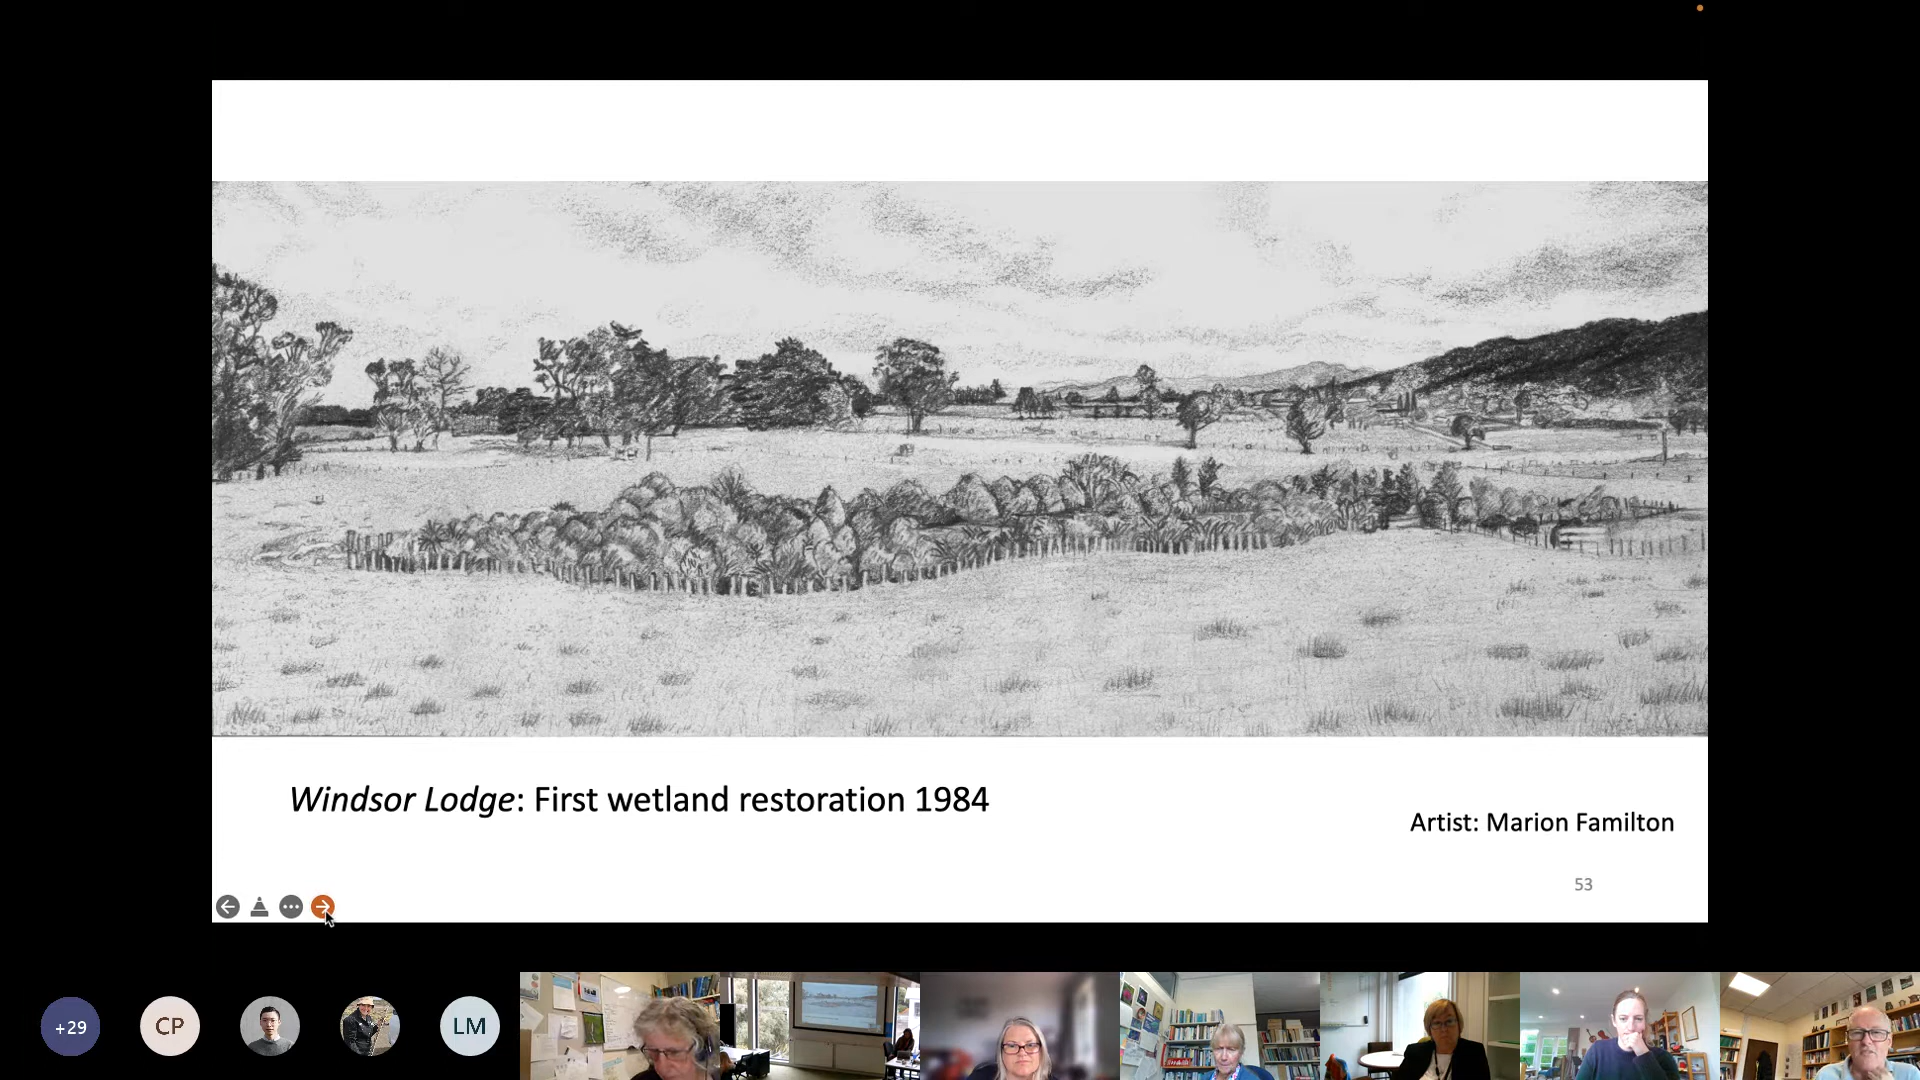 Windsor Lodge: First wetland restoration 1984
Artist: Marion Familton
53
+29
CP
LM